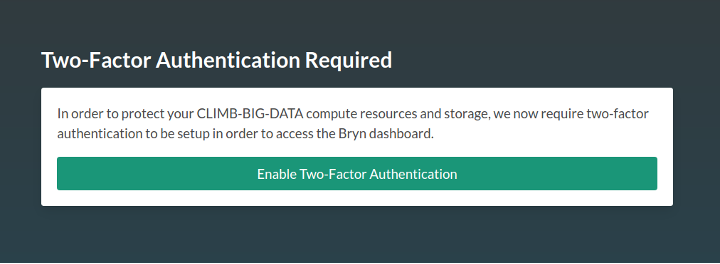 Two-Factor Authentication Required
In order to protect your CLIMB-BIG-DATA compute resources and storage, we now require two-factor
authentication to be setup in order to access the Bryn dashboard.
Enable Two-Factor Authentication